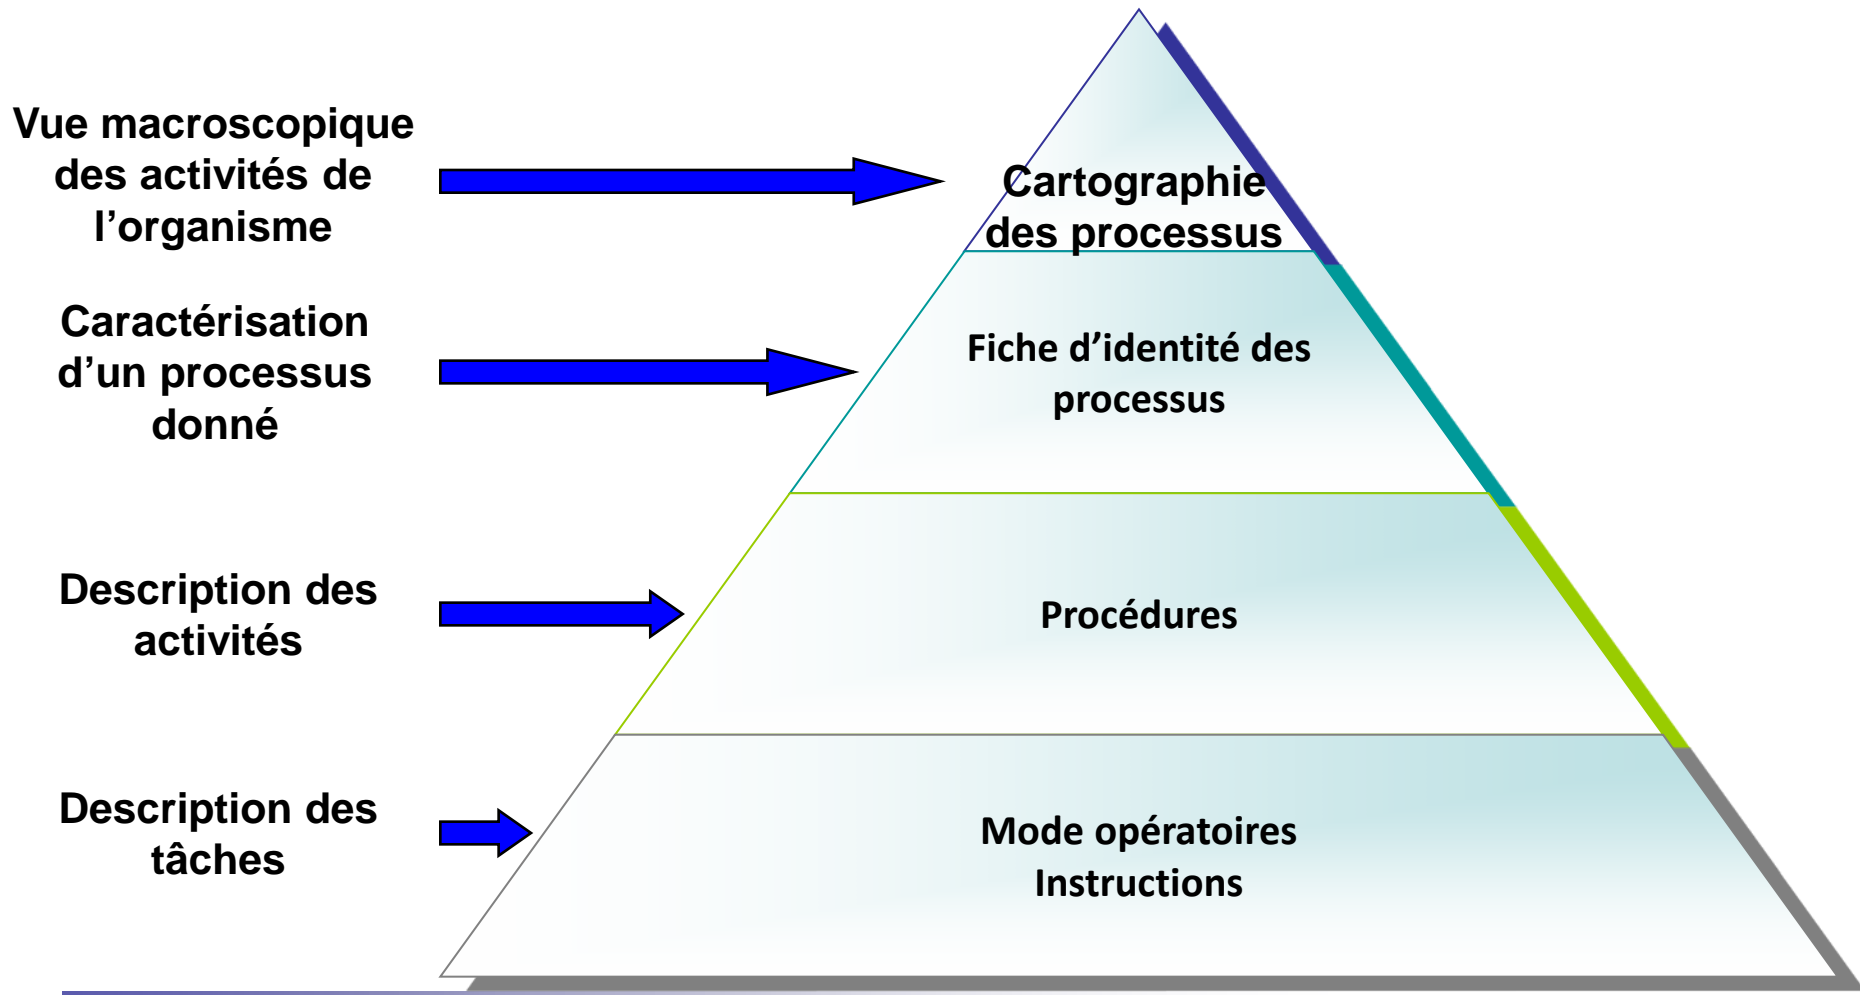 Vue macroscopique
des activités de
l’organisme
Cartographie
des processus
Caractérisation
d’un processus
donné
Fiche d’identité des
processus
Description des
activités
Procédures
Description des
tâches
Mode opératoires
Instructions